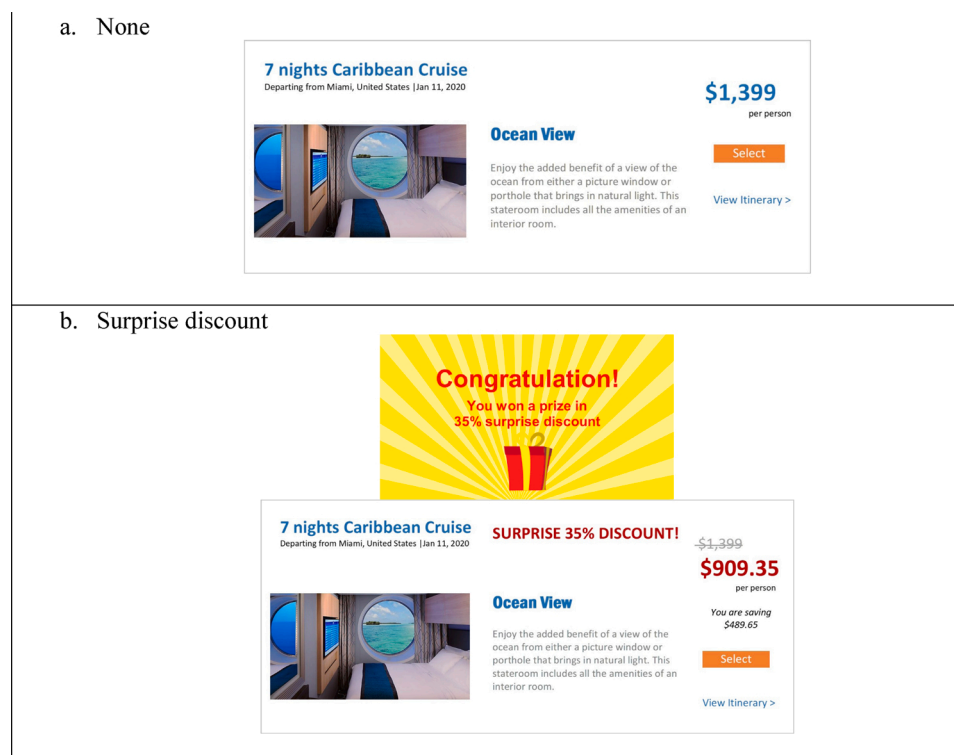 a. None
7 nights Caribbean Cruise
Departing from Miami, United States |Jan 11, 2020
$1,399
per person
Ocean View
Select
Enjoy the added benefit of a view of the
ocean from either a picture window or
porthole that brings in natural light. This
stateroom includes all the amenities of an
interior room.
View Itinerary >
b. Surprise discount
Congratulation!
You won a prize in
35% surprise discount
7 nights Caribbean Cruise
Departing from Miami, United States |Jan 11, 2020
SURPRISE 35% DISCOUNT!
$1,399
$909.35
per person
Ocean View
You are saving
$489.65
Enjoy the added benefit of a view of the
ocean from either a picture window or
porthole that brings in natural light. This
stateroom includes all the amenities of an
interior room.
Select
View Itinerary >